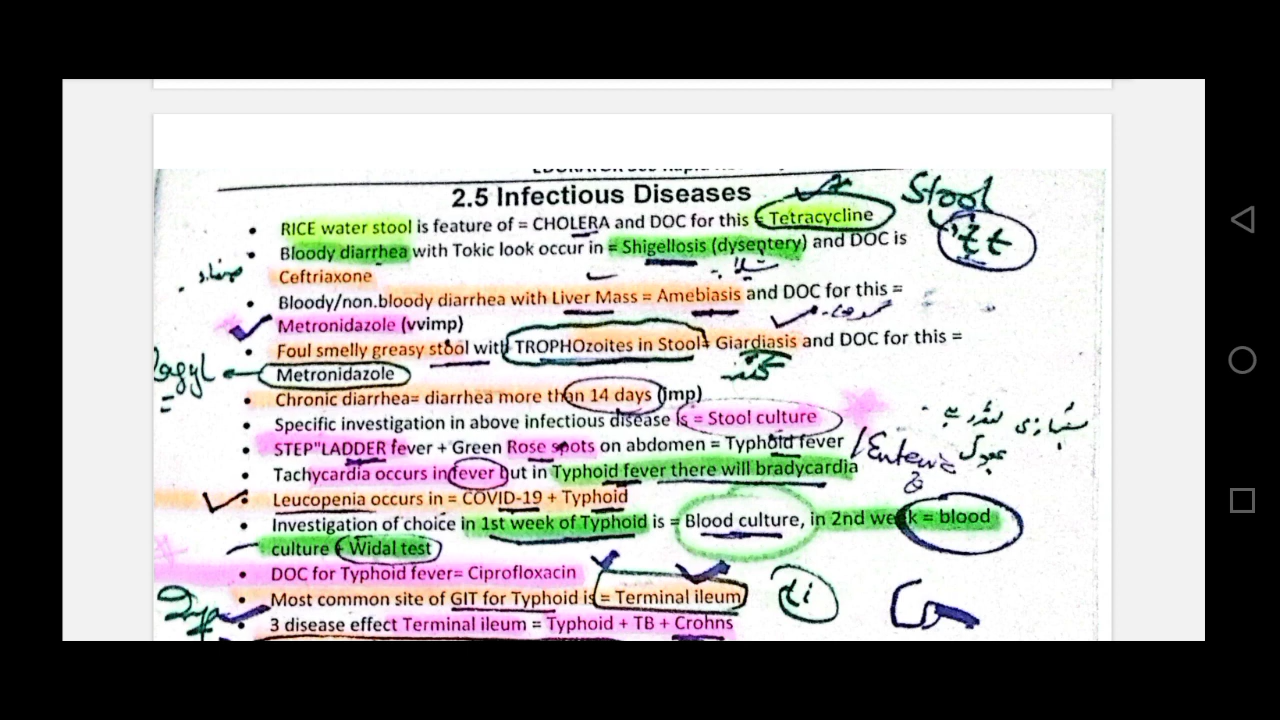 2.5 Infectious Diseases
Stool
RICE water stool is feature of = CHOLERA and DOC for this = Tetracycline
Bloody diarrhea with Tokic look occur in = Shigellosis (dysentery) and DOC is
Ceftriaxone
Bloody/non.bloody diarrhea with Liver Mass = Amebiasis and DOC for this =
Metronidazole (vvimp)
Foul smelly greasy stool with TROPHOzoites in Stool= Giardiasis and DOC for this =
Metronidazole
Chronic diarrhea= diarrhea more than 14 days (imp)
Specific investigation in above infectious disease is = Stool culture
STEP"LADDER fever + Green Rose spots on abdomen = Typhoid fever / Enteric
Tachycardia occurs in fever but in Typhoid fever there will bradycardia
Leucopenia occurs in = COVID-19 + Typhoid
Investigation of choice in 1st week of Typhoid is = Blood culture, in 2nd week = blood
culture + Widal test
DOC for Typhoid fever= Ciprofloxacin
Most common site of GIT for Typhoid is = Terminal ileum
3 disease effect Terminal ileum = Typhoid + TB + Crohns